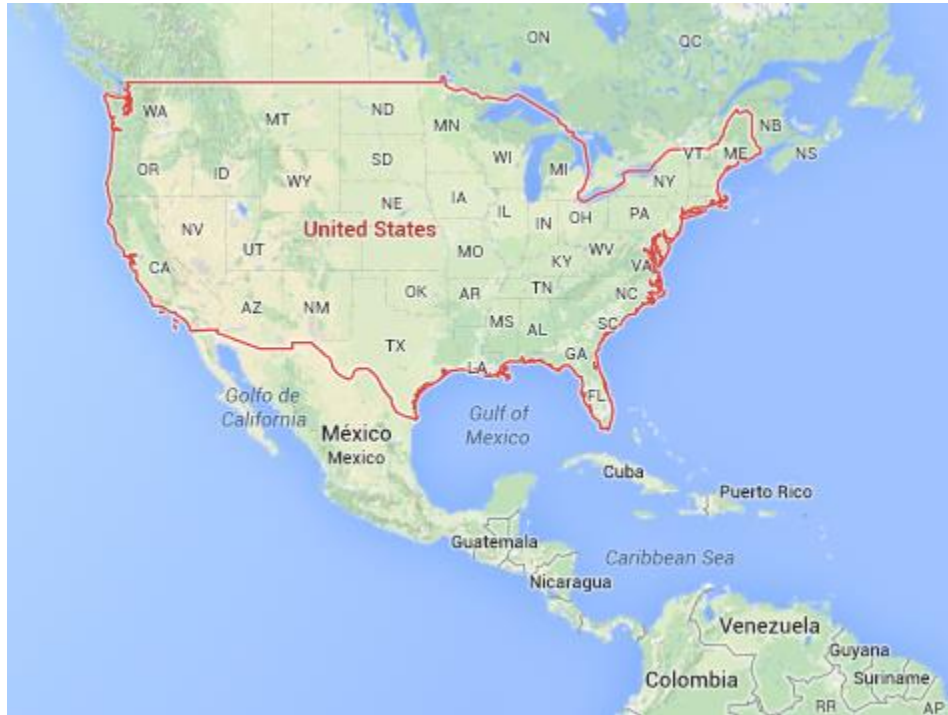 ON
QC
WA
MT
ND
MN
NB
OR
ID
SD
WI
MI
VT
ME
NS
WY
NE
IA
IL
IN
OH
PA
NY
NV
UT
United States
MO
KY
WV
VA
CA
AZ
NM
OK
AR
TN
NC
TX
MS
AL
SC
GA
LA
FL
Golfo de
California
Gulf of
Mexico
México
Mexico
Cuba
Puerto Rico
Guatemala
Caribbean Sea
Nicaragua
Venezuela
Guyana
Colombia
Suriname
RR
AP